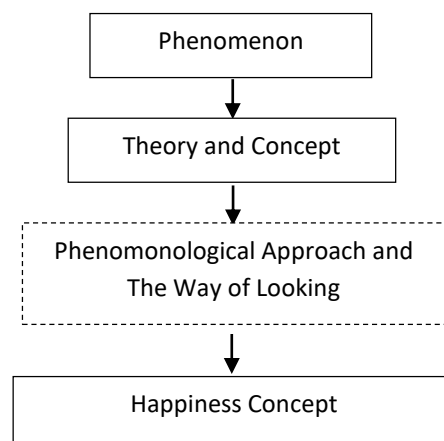 Phenomenon
Theory and Concept
Phenomonological Approach and
The Way of Looking
Happiness Concept